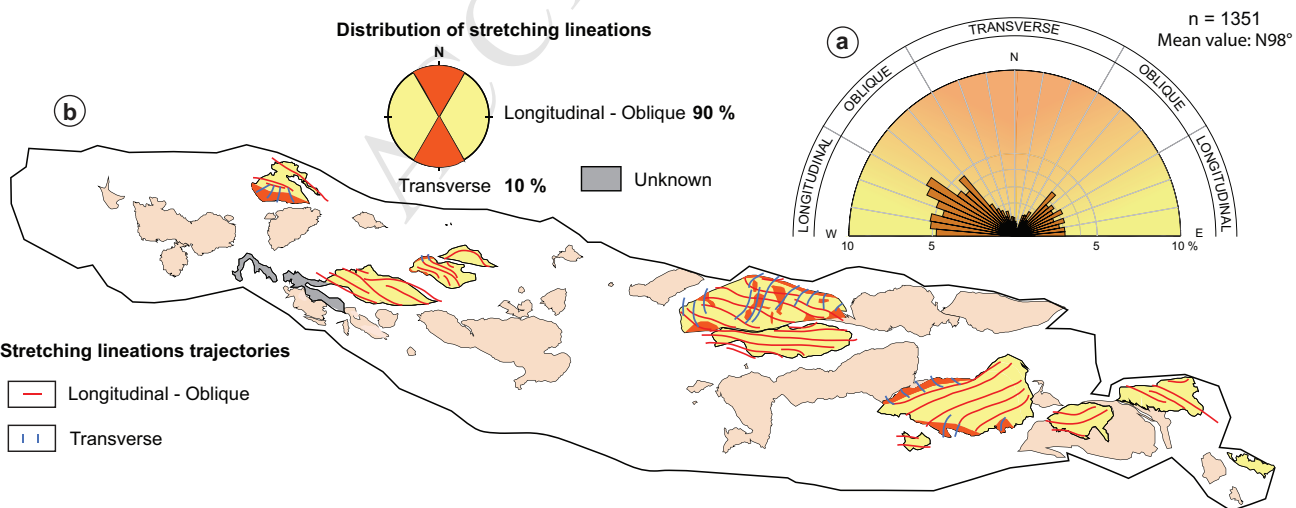 ACC
Distribution of stretching lineations
N
Longitudinal - Oblique 90 %
Transverse 10 %
Unknown
b
a
n = 1351
Mean value: N98°
LONGITUDINAL
OBLIQUE
TRANSVERSE
OBLIQUE
LONGITUDINAL
N
W
E
10
5
5
10 %
Stretching lineations trajectories
Longitudinal - Oblique
Transverse